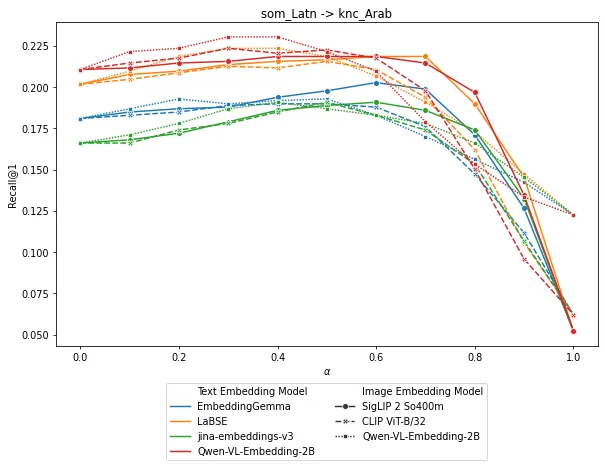 som_Latn -> knc_Arab
Recall@1
0.225
0.200
0.175
0.150
0.125
0.100
0.075
0.050
0.0
0.2
0.4
0.6
0.8
1.0
α
Text Embedding Model
EmbeddingGemma
LaBSE
jina-embeddings-v3
Qwen-VL-Embedding-2B
Image Embedding Model
SigLIP 2 So400m
CLIP ViT-B/32
Qwen-VL-Embedding-2B